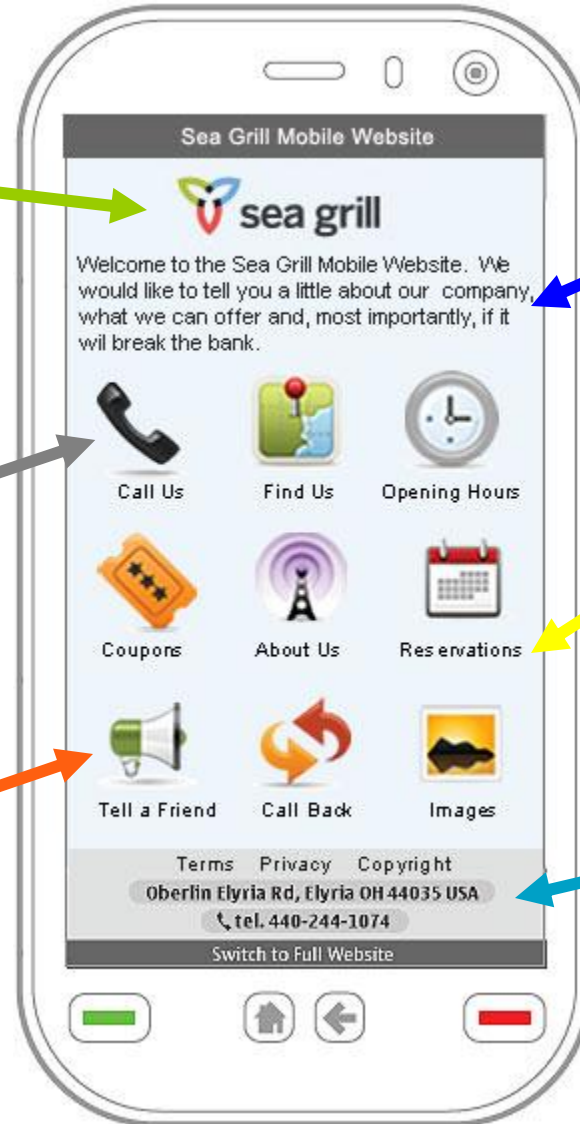 Sea Grill Mobile Website
sea grill
Welcome to the Sea Grill Mobile Website. We
would like to tell you a little about our company,
what we can offer and, most importantly, if it
wil break the bank.
Call Us Find Us Opening Hours
Coupons About Us Reservations
Tell a Friend Call Back Images
Terms Privacy Copyright
Oberlin Elyria Rd, Elyria OH 44035 USA
tel. 440-244-1074
Switch to Full Website